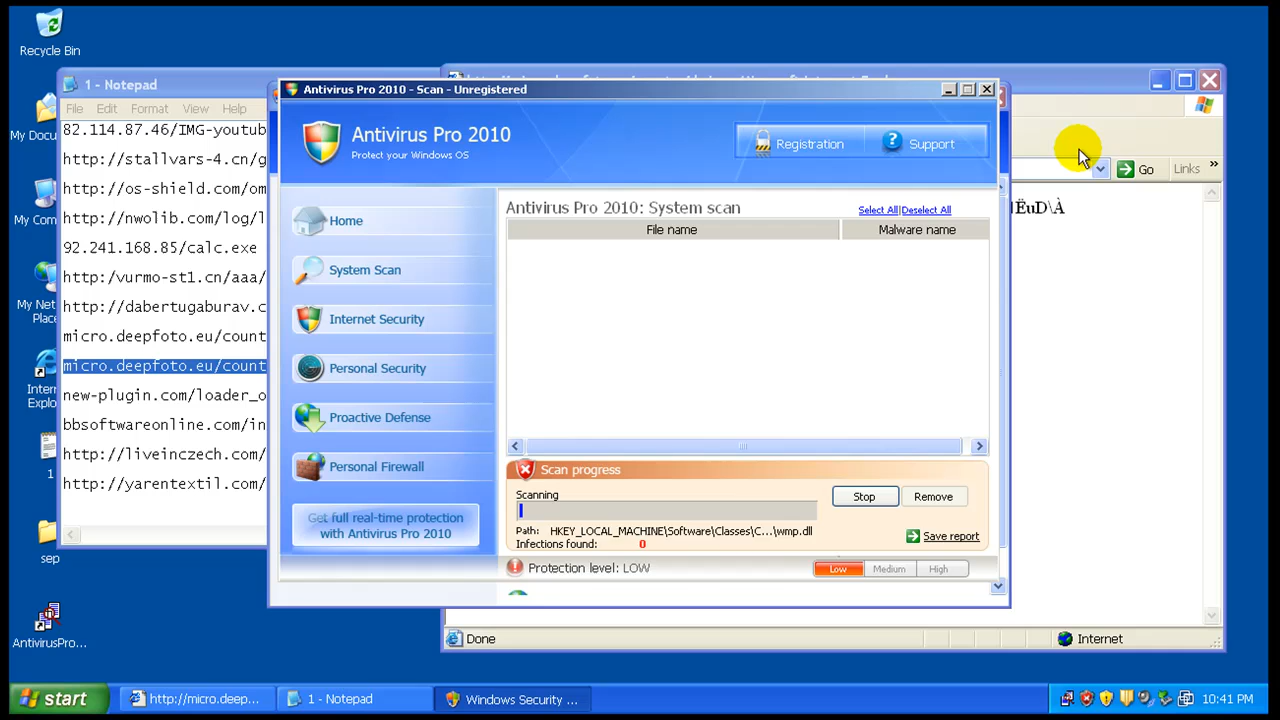 Recycle Bin
My Docu
My Com
My Net
Place
Intern
Explo
1
sep
AntivirusPro...
1 - Notepad
File Edit Format View Help
82.114.87.46/IMG-youtub
http://stallvars-4.cn/g
http://os-shield.com/om
http://nwolib.com/log/l
92.241.168.85/calc.exe
http:/vurmo-st1.cn/aaa/
http://dabertugaburav.c
micro.deepfoto.eu/count
micro.deepfoto.eu/count
new-plugin.com/loader_o
bbsoftwareonline.com/in
http://liveinczech.com/
http://yarentextil.com/
Antivirus Pro 2010 - Scan - Unregistered
Antivirus Pro 2010
Protect your Windows OS
Registration
Support
Home
System Scan
Internet Security
Personal Security
Proactive Defense
Personal Firewall
Get full real-time protection
with Antivirus Pro 2010
Antivirus Pro 2010: System scan
Select All|Deselect All
File name Malware name
Scan progress
Scanning
Stop Remove
Path: HKEY_LOCAL_MACHINE\Software\Classes\C...\wmp.dll
Infections found: 0
Save report
Protection level: LOW
Low Medium High
Go Links »
ËuD\À
Done
Internet
start
http://micro.deep...
1 - Notepad
Windows Security ...
10:41 PM